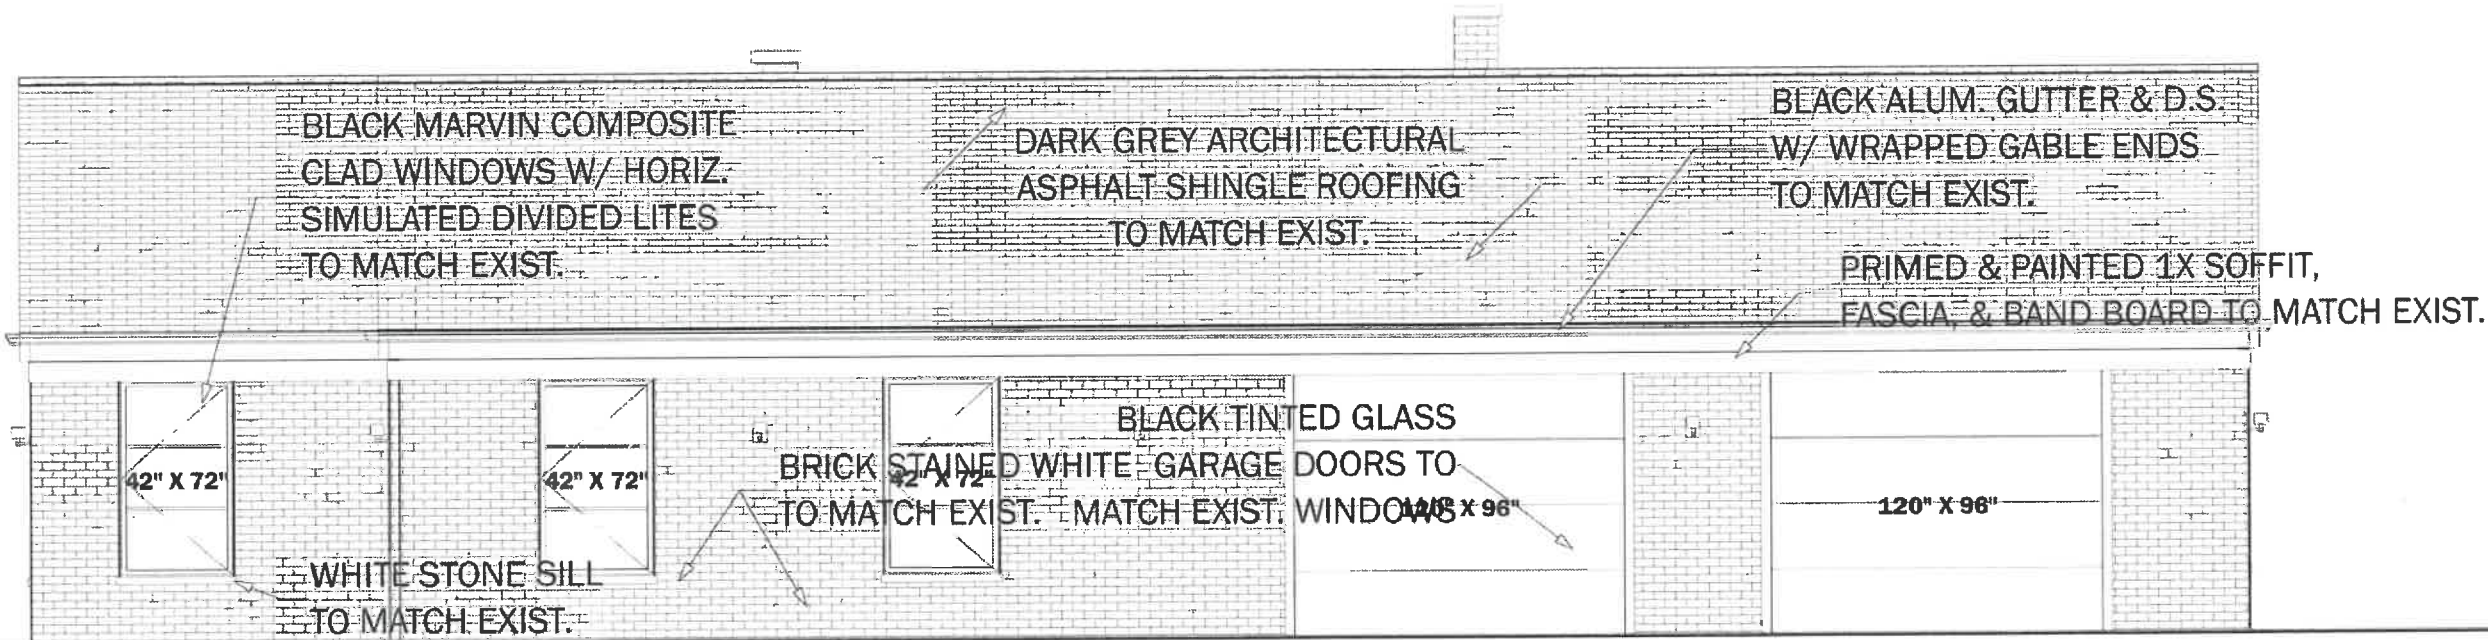 BLACK MARVIN COMPOSITE
CLAD WINDOWS W/ HORIZ.
SIMULATED DIVIDED LITES
TO MATCH EXIST.
DARK GREY ARCHITECTURAL
ASPHALT SHINGLE ROOFING
TO MATCH EXIST.
BLACK ALUM. GUTTER & D.S.
W/ WRAPPED GABLE ENDS
TO MATCH EXIST.
PRIMED & PAINTED 1X SOFFIT,
FASCIA, & BAND BOARD TO MATCH EXIST.
42" X 72"
42" X 72"
42" X 72"
BRICK STAINED WHITE
TO MATCH EXIST.
BLACK TINTED GLASS
GARAGE DOORS TO
MATCH EXIST. WINDOWS
120" X 96"
120" X 96"
WHITE STONE SILL
TO MATCH EXIST.